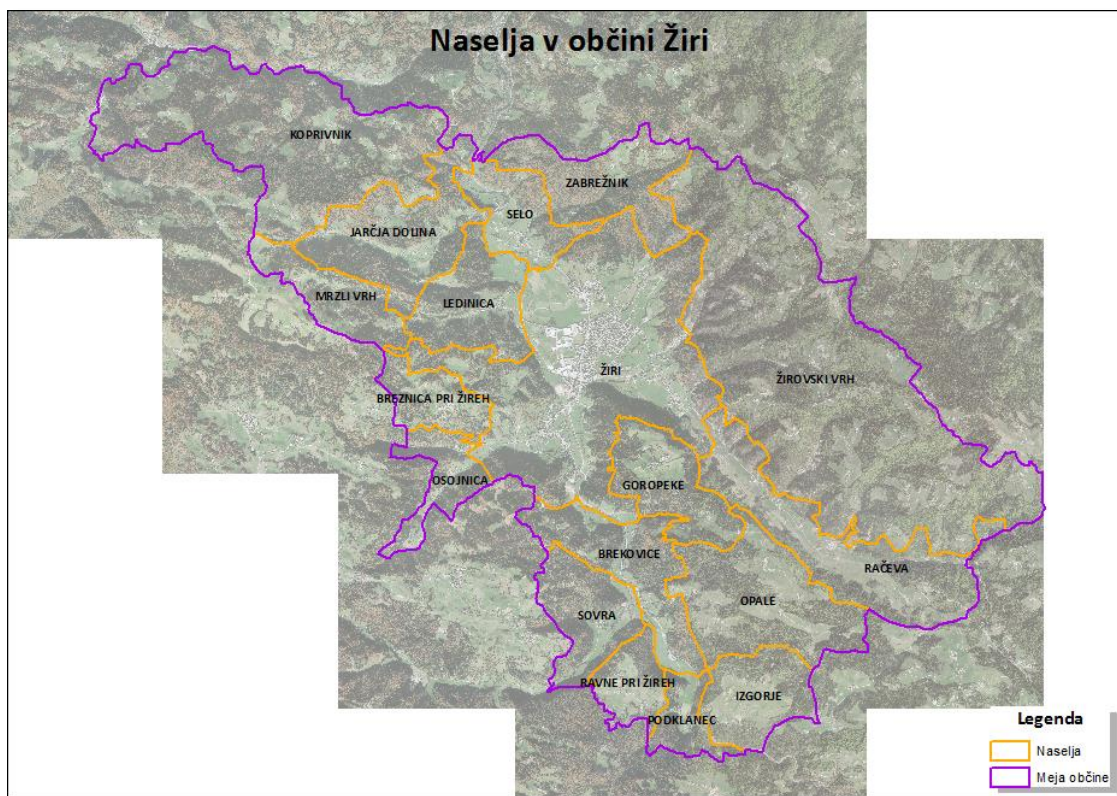 Naselja v občini Žiri
KOPRIVNIK
ZABREŽNIK
SELO
JARČJA DOLINA
MRZLI VRH
LEDINICA
ŽIRI
ŽIROVSKI VRH
BREZNICA PRI ŽIREH
OSOJNICA
GOROPEKE
BREKOVICE
RAČEVA
OPALE
SOVRA
RAVNE PRI ŽIREH
IZGORJE
PODKLANEC
Legenda
Naselja
Meja občine